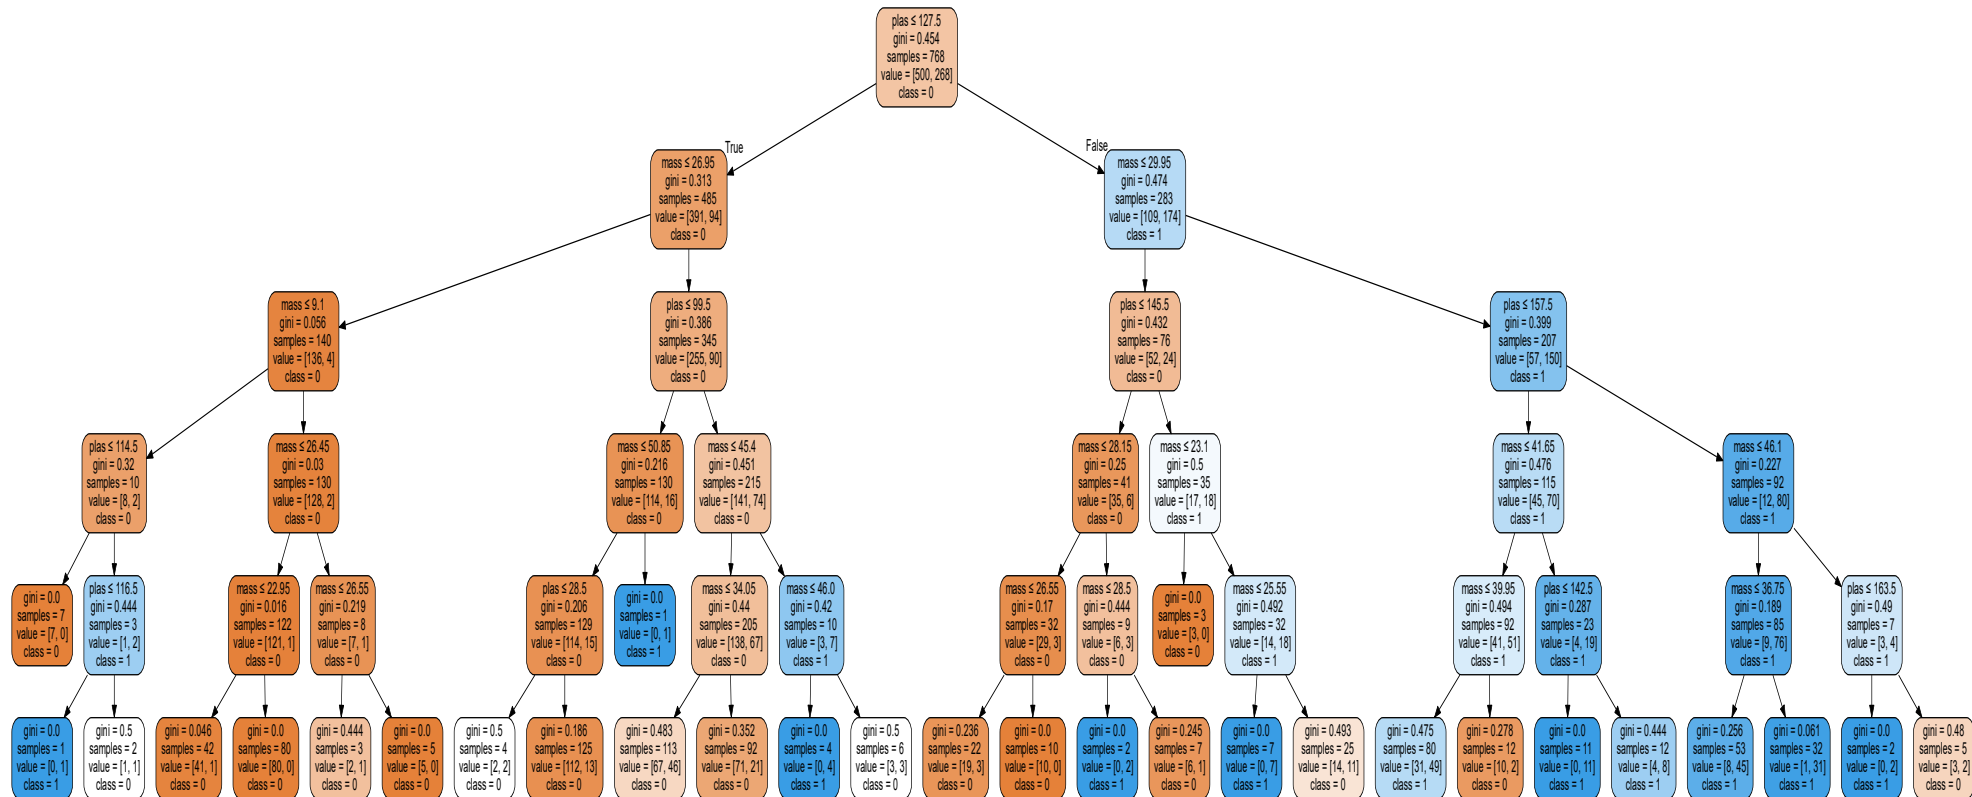 plas ≤ 127.5
gini = 0.454
samples = 768
value = [500, 268]
class = 0
True
False
mass ≤ 26.95
gini = 0.313
samples = 485
value = [391, 94]
class = 0
mass ≤ 29.95
gini = 0.474
samples = 283
value = [109, 174]
class = 1
mass ≤ 9.1
gini = 0.056
samples = 140
value = [136, 4]
class = 0
plas ≤ 99.5
gini = 0.386
samples = 345
value = [255, 90]
class = 0
plas ≤ 145.5
gini = 0.432
samples = 76
value = [52, 24]
class = 0
plas ≤ 157.5
gini = 0.399
samples = 207
value = [57, 150]
class = 1
plas ≤ 114.5
gini = 0.32
samples = 10
value = [8, 2]
class = 0
mass ≤ 26.45
gini = 0.03
samples = 130
value = [128, 2]
class = 0
mass ≤ 50.85
gini = 0.216
samples = 130
value = [114, 16]
class = 0
mass ≤ 45.4
gini = 0.451
samples = 215
value = [141, 74]
class = 0
mass ≤ 28.15
gini = 0.25
samples = 41
value = [35, 6]
class = 0
mass ≤ 23.1
gini = 0.5
samples = 35
value = [17, 18]
class = 1
mass ≤ 41.65
gini = 0.476
samples = 115
value = [45, 70]
class = 1
mass ≤ 46.1
gini = 0.227
samples = 92
value = [12, 80]
class = 1
gini = 0.0
samples = 7
value = [7, 0]
class = 0
plas ≤ 116.5
gini = 0.444
samples = 3
value = [1, 2]
class = 1
mass ≤ 22.95
gini = 0.016
samples = 122
value = [121, 1]
class = 0
mass ≤ 26.55
gini = 0.219
samples = 8
value = [7, 1]
class = 0
plas ≤ 28.5
gini = 0.206
samples = 129
value = [114, 15]
class = 0
gini = 0.0
samples = 1
value = [0, 1]
class = 1
mass ≤ 34.05
gini = 0.44
samples = 205
value = [138, 67]
class = 0
mass ≤ 46.0
gini = 0.42
samples = 10
value = [3, 7]
class = 1
mass ≤ 26.55
gini = 0.17
samples = 32
value = [29, 3]
class = 0
mass ≤ 28.5
gini = 0.444
samples = 9
value = [6, 3]
class = 0
gini = 0.0
samples = 3
value = [3, 0]
class = 0
mass ≤ 25.55
gini = 0.492
samples = 32
value = [14, 18]
class = 1
mass ≤ 39.95
gini = 0.494
samples = 92
value = [41, 51]
class = 1
plas ≤ 142.5
gini = 0.287
samples = 23
value = [4, 19]
class = 1
mass ≤ 36.75
gini = 0.189
samples = 85
value = [9, 76]
class = 1
plas ≤ 163.5
gini = 0.49
samples = 7
value = [3, 4]
class = 1
gini = 0.0
samples = 1
value = [0, 1]
class = 1
gini = 0.5
samples = 2
value = [1, 1]
class = 0
gini = 0.046
samples = 42
value = [41, 1]
class = 0
gini = 0.0
samples = 80
value = [80, 0]
class = 0
gini = 0.444
samples = 3
value = [2, 1]
class = 0
gini = 0.0
samples = 5
value = [5, 0]
class = 0
gini = 0.5
samples = 4
value = [2, 2]
class = 0
gini = 0.186
samples = 125
value = [112, 13]
class = 0
gini = 0.483
samples = 113
value = [67, 46]
class = 0
gini = 0.352
samples = 92
value = [71, 21]
class = 0
gini = 0.0
samples = 4
value = [0, 4]
class = 1
gini = 0.5
samples = 6
value = [3, 3]
class = 0
gini = 0.236
samples = 22
value = [19, 3]
class = 0
gini = 0.0
samples = 10
value = [10, 0]
class = 0
gini = 0.0
samples = 2
value = [0, 2]
class = 1
gini = 0.245
samples = 7
value = [6, 1]
class = 0
gini = 0.0
samples = 7
value = [0, 7]
class = 1
gini = 0.493
samples = 25
value = [14, 11]
class = 0
gini = 0.475
samples = 80
value = [31, 49]
class = 1
gini = 0.278
samples = 12
value = [10, 2]
class = 0
gini = 0.0
samples = 11
value = [0, 11]
class = 1
gini = 0.444
samples = 12
value = [4, 8]
class = 1
gini = 0.256
samples = 53
value = [8, 45]
class = 1
gini = 0.061
samples = 32
value = [1, 31]
class = 1
gini = 0.0
samples = 2
value = [0, 2]
class = 1
gini = 0.48
samples = 5
value = [3, 2]
class = 0